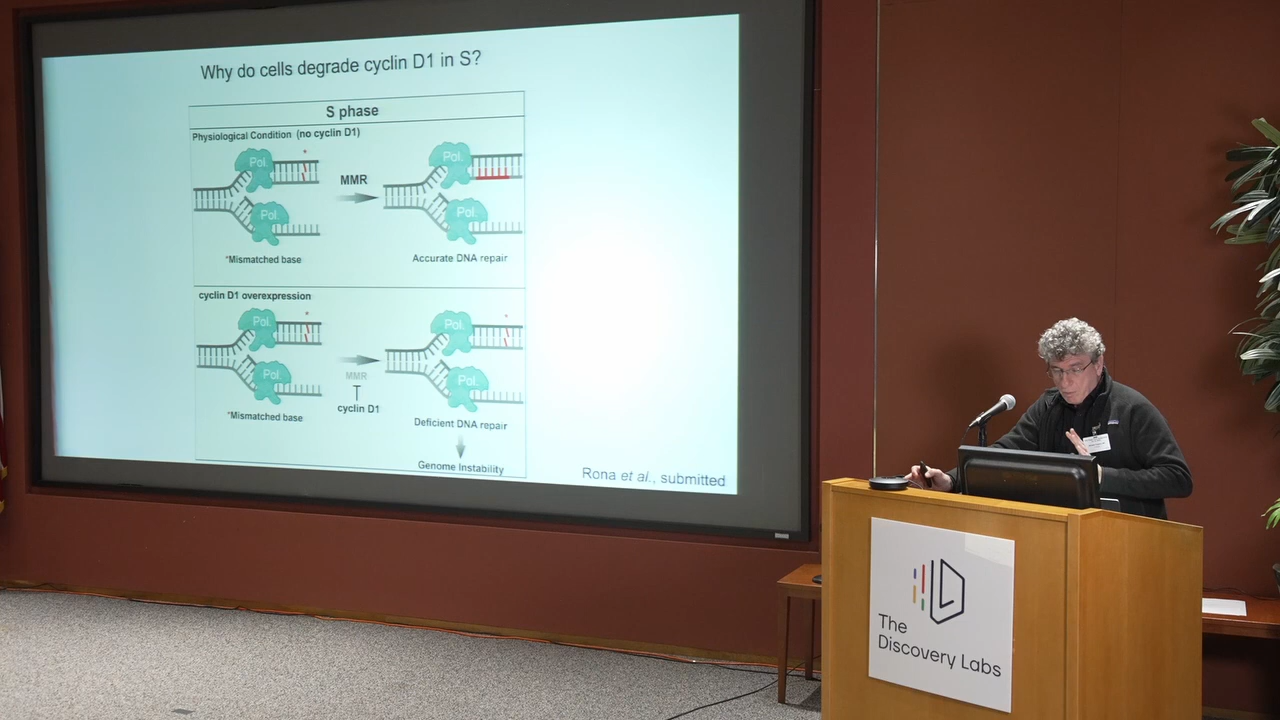 Why do cells degrade cyclin D1 in S?
S phase
Physiological Condition (no cyclin D1)
Pol.
Pol.
MMR
Pol.
Pol.
*Mismatched base
Accurate DNA repair
cyclin D1 overexpression
Pol.
Pol.
MMR
cyclin D1
Pol.
Pol.
*Mismatched base
Deficient DNA repair
Genome Instability
Rona et al., submitted
The
Discovery Labs